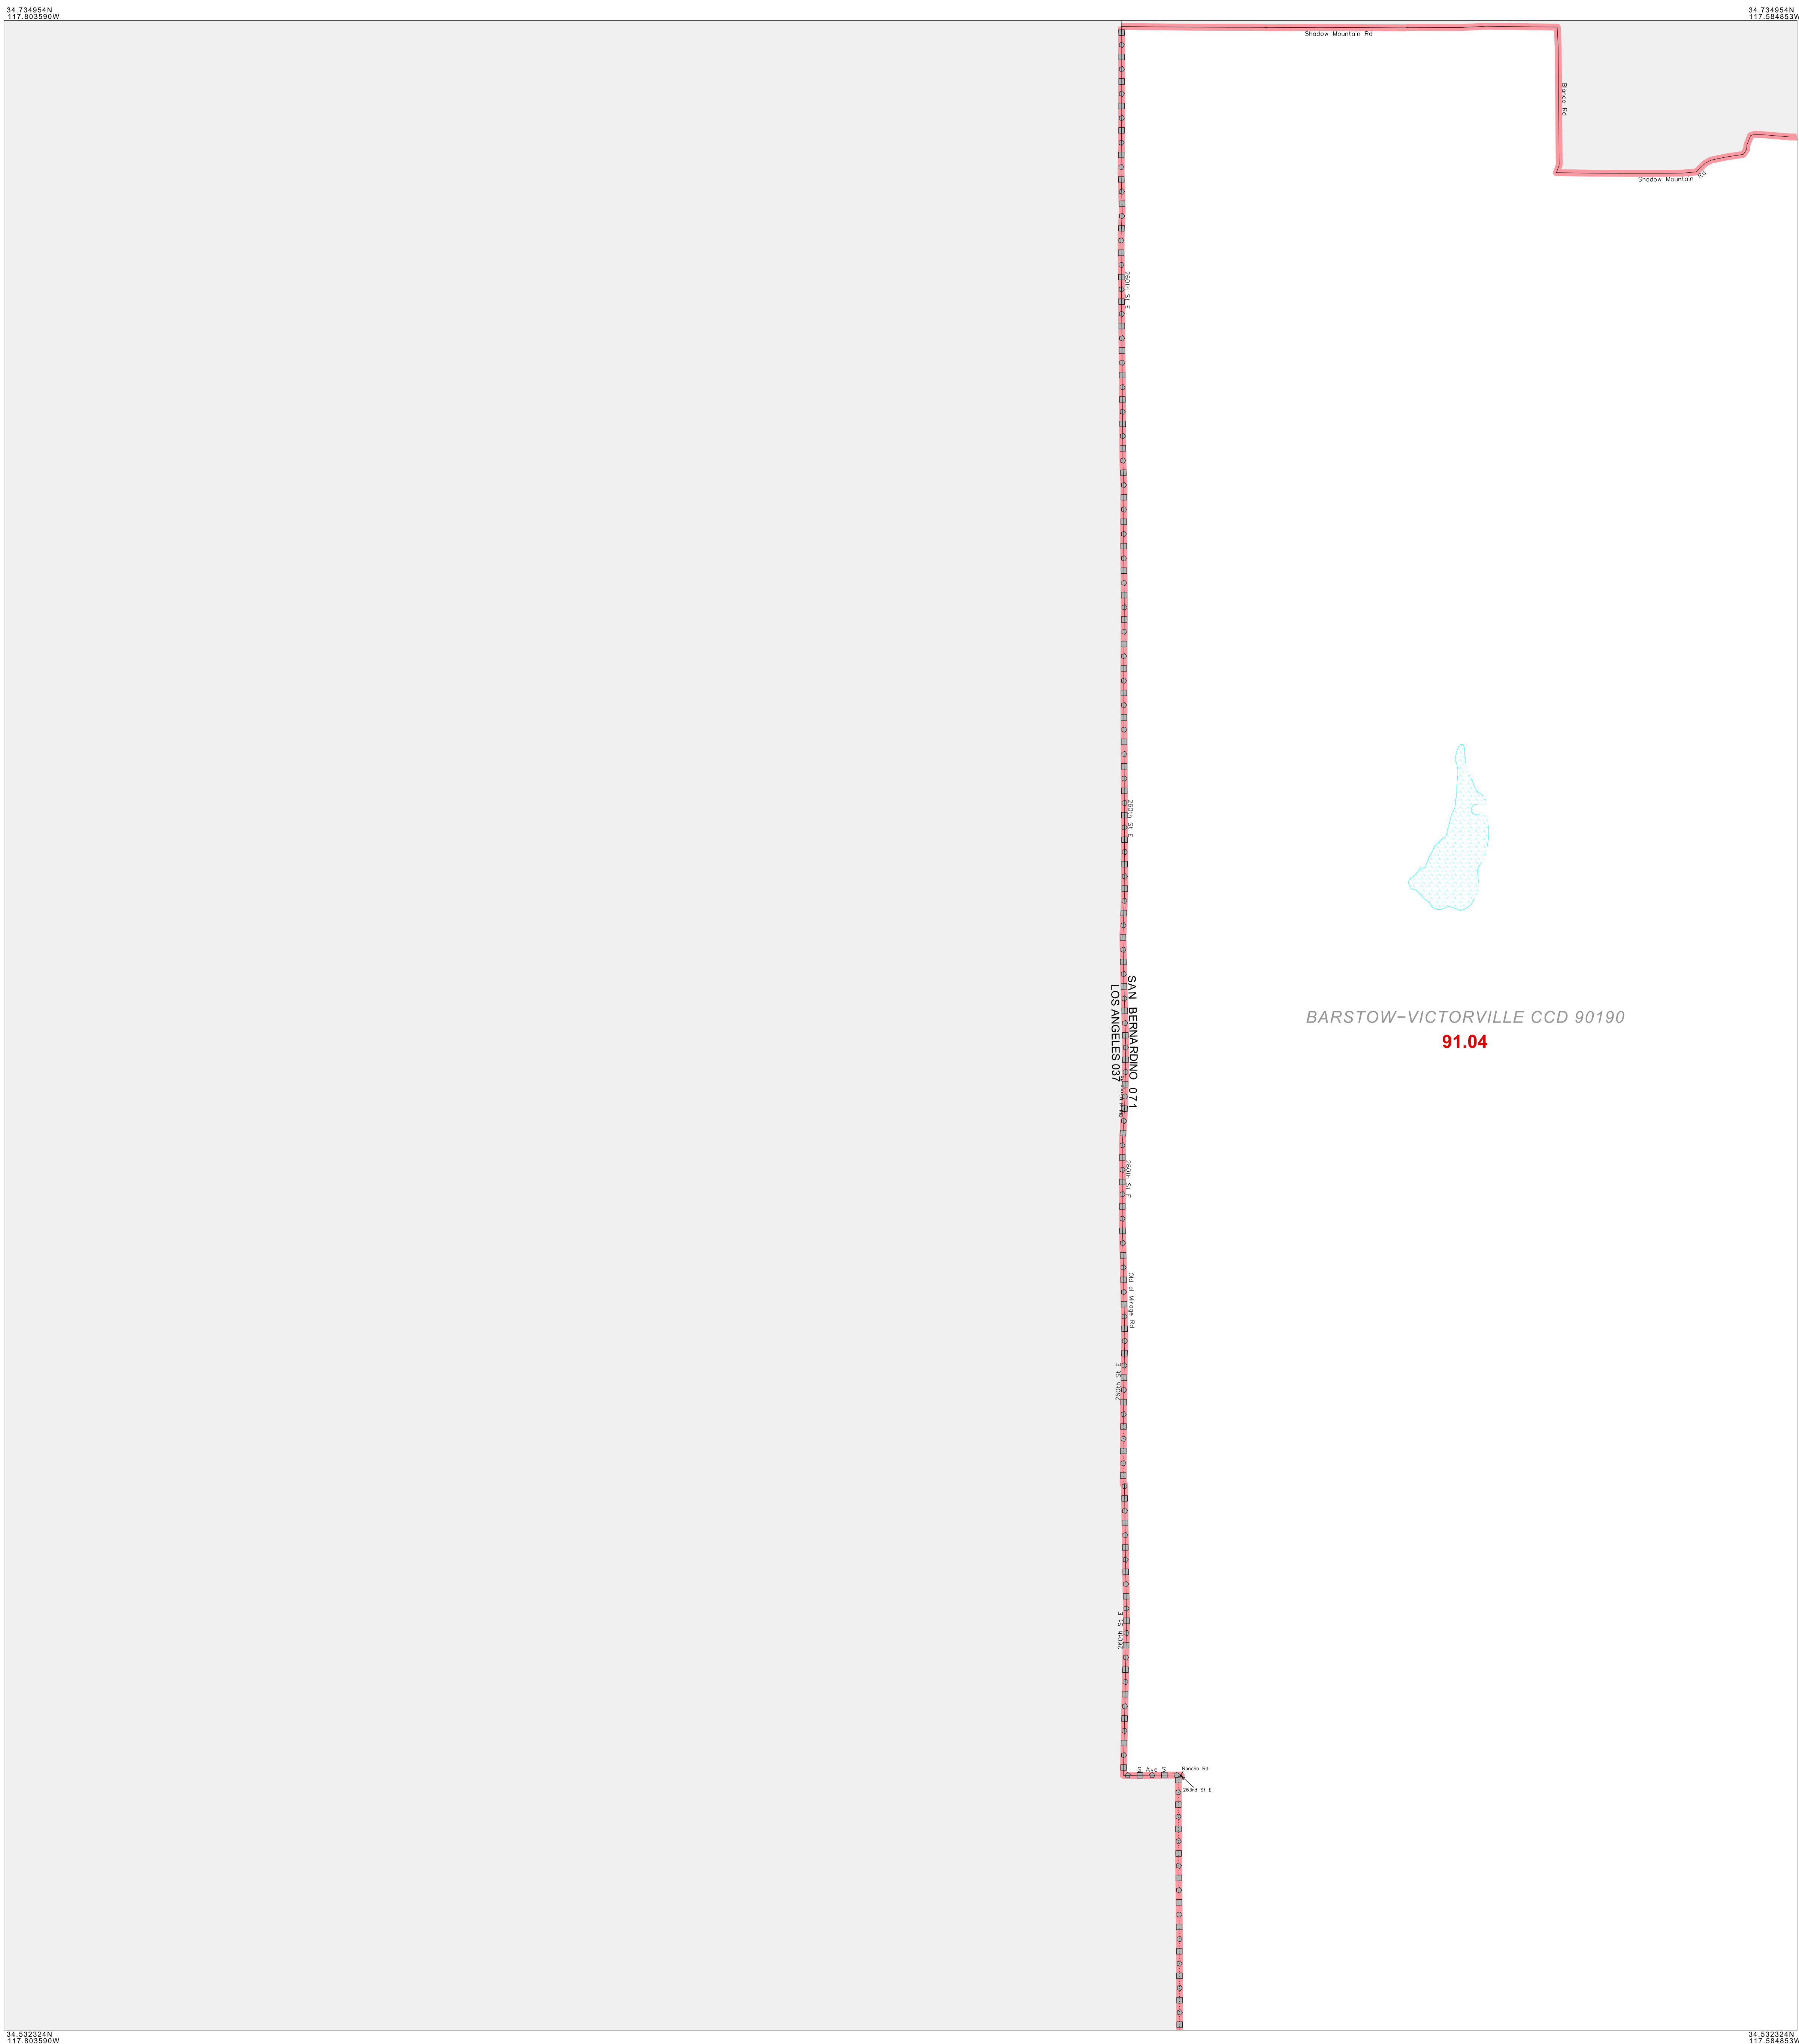 34.734954N
117.803590W
34.734954N
117.584853W
Shadow Mountain Rd
Blanco Rd
Shadow Mountain Rd
260th St E
260th St E
SAN BERNARDINO 071
LOS ANGELES 037
BARSTOW-VICTORVILLE CCD 90190
91.04
260th St E
Old el Mirage Rd
260th St E
260th St E
S Ave S
Rancho Rd
263rd St E
34.532324N
117.803590W
34.532324N
117.584853W